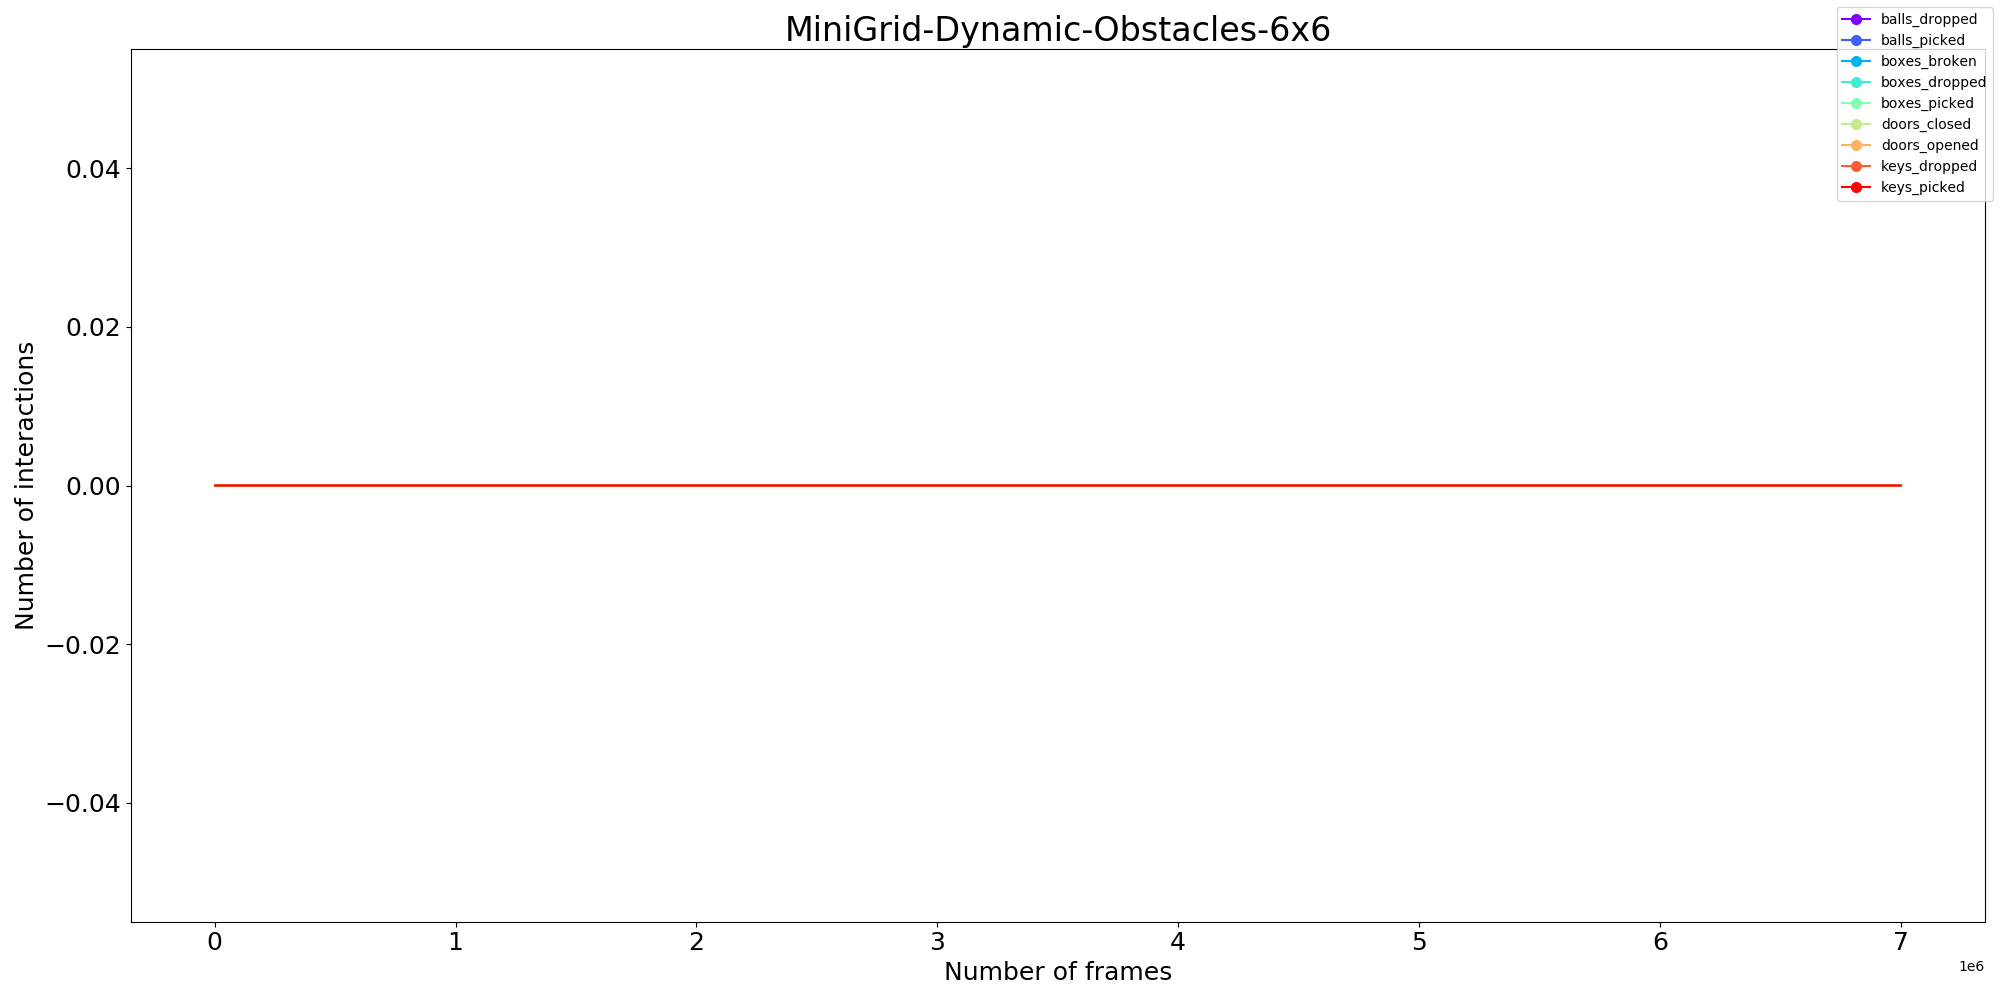 MiniGrid-Dynamic-Obstacles-6x6
balls_dropped
balls_picked
boxes_broken
boxes_dropped
boxes_picked
doors_closed
doors_opened
keys_dropped
keys_picked
Number of interactions
0.04
0.02
0.00
−0.02
−0.04
0 1 2 3 4 5 6 7
1e6
Number of frames